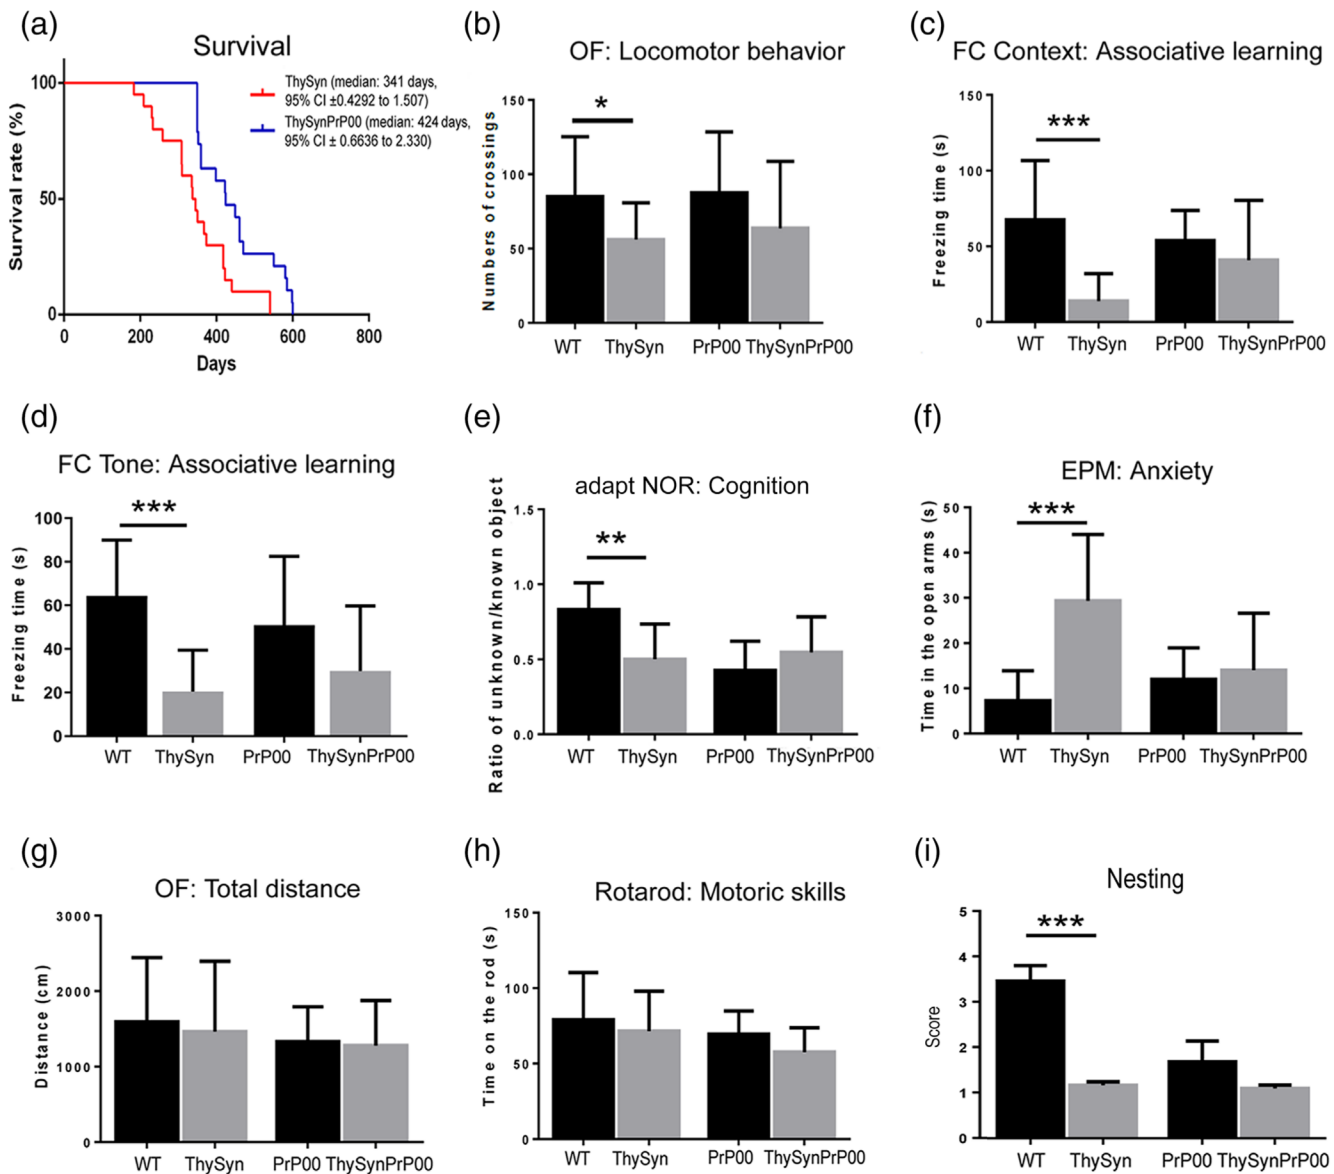 (a)
Survival
Survival rate (%)
100
50
0
ThySyn (median: 341 days,
95% CI ±0.4292 to 1.507)
ThySynPrP00 (median: 424 days,
95% CI ± 0.6636 to 2.330)
0 200 400 600 800
Days
(b)
OF: Locomotor behavior
Numbers of crossings
150
100
50
0
*
WT ThySyn PrP00 ThySynPrP00
(c)
FC Context: Associative learning
Freezing time (s)
150
100
50
0
***
WT ThySyn PrP00 ThySynPrP00
(d)
FC Tone: Associative learning
Freezing time (s)
100
80
60
40
20
0
***
WT ThySyn PrP00 ThySynPrP00
(e)
adapt NOR: Cognition
Ratio of unknown/known object
1.5
1.0
0.5
0.0
**
WT ThySyn PrP00 ThySynPrP00
(f)
EPM: Anxiety
Time in the open arms (s)
50
40
30
20
10
0
***
WT ThySyn PrP00 ThySynPrP00
(g)
OF: Total distance
Distance (cm)
3000
2000
1000
0
WT ThySyn PrP00 ThySynPrP00
(h)
Rotarod: Motoric skills
Time on the rod (s)
150
100
50
0
WT ThySyn PrP00 ThySynPrP00
(i)
Nesting
Score
5
4
3
2
1
0
***
WT ThySyn PrP00 ThySynPrP00